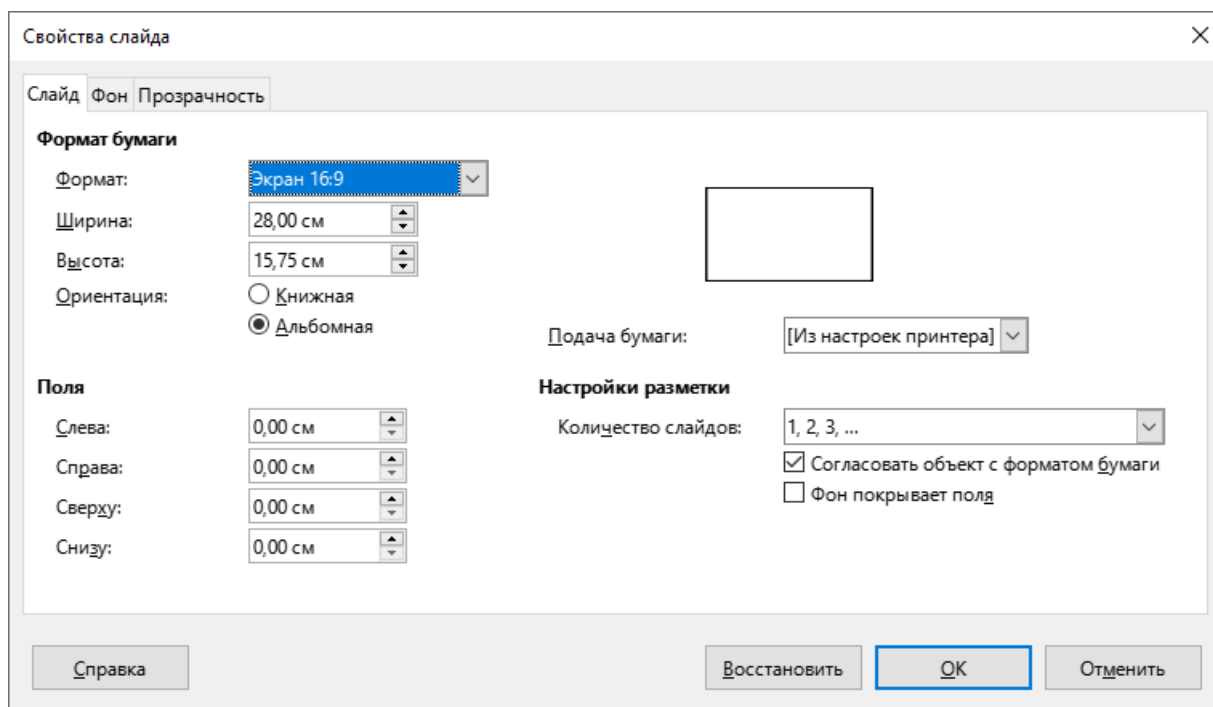 Свойства слайда
Слайд Фон Прозрачность
Формат бумаги
Формат: Экран 16:9
Ширина: 28,00 см
Высота: 15,75 см
Ориентация: Книжная
Альбомная
Подача бумаги: [Из настроек принтера]
Поля
Слева: 0,00 см
Справа: 0,00 см
Сверху: 0,00 см
Снизу: 0,00 см
Настройки разметки
Количество слайдов: 1, 2, 3, ...
Согласовать объект с форматом бумаги
Фон покрывает поля
Справка Восстановить OK Отменить